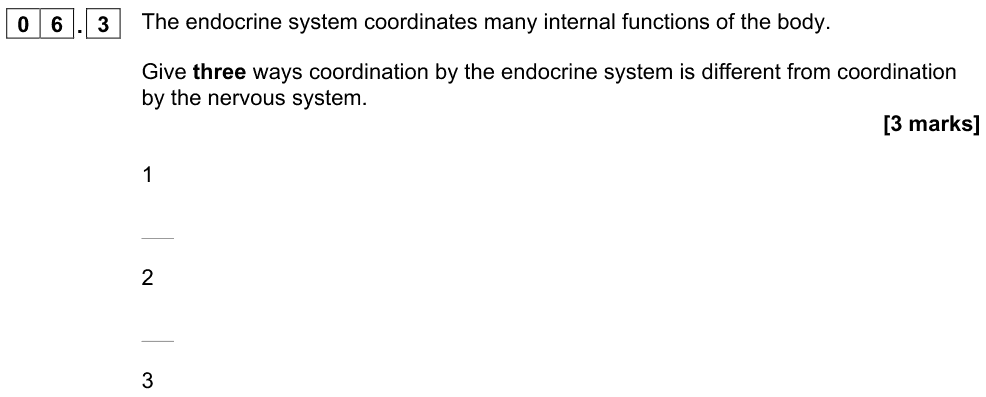 0 6 . 3 The endocrine system coordinates many internal functions of the body.
Give three ways coordination by the endocrine system is different from coordination
by the nervous system.
[3 marks]
1
2
3